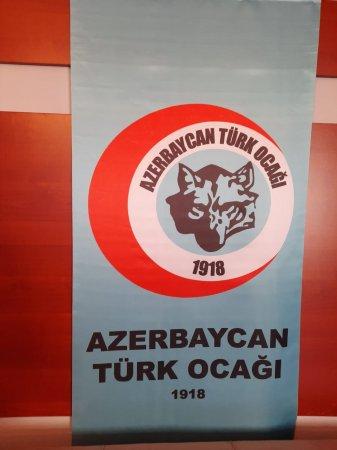 AZERBAYCAN TÜRK OCAĞI
1918
AZERBAYCAN
TÜRK OCAĞI
1918